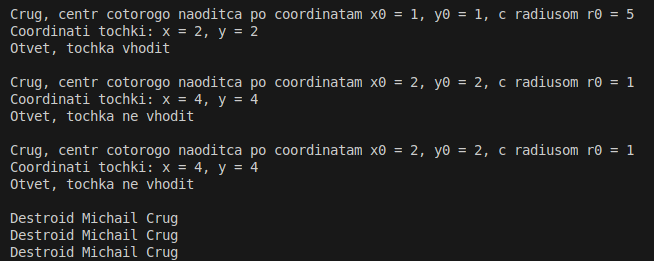 Crug, centr cotorogo naoditca po coordinatam x0 = 1, y0 = 1, c radiusom r0 = 5
Coordinati tochki: x = 2, y = 2
Otvet, tochka vhodit
Crug, centr cotorogo naoditca po coordinatam x0 = 2, y0 = 2, c radiusom r0 = 1
Coordinati tochki: x = 4, y = 4
Otvet, tochka ne vhodit
Crug, centr cotorogo naoditca po coordinatam x0 = 2, y0 = 2, c radiusom r0 = 1
Coordinati tochki: x = 4, y = 4
Otvet, tochka ne vhodit
Destroid Michail Crug
Destroid Michail Crug
Destroid Michail Crug